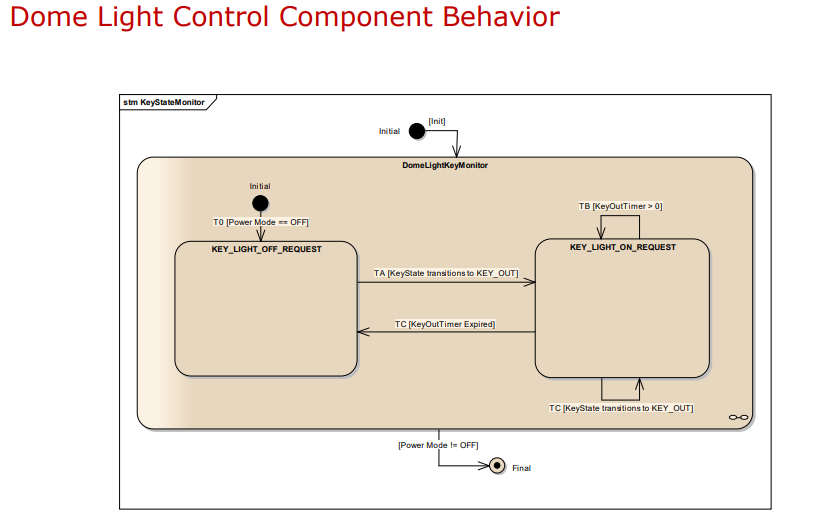 Dome Light Control Component Behavior
stm KeyStateMonitor
[Init]
Initial
DomeLightKeyMonitor
Initial
T0 [Power Mode == OFF]
TB [KeyOutTimer > 0]
KEY_LIGHT_OFF_REQUEST
KEY_LIGHT_ON_REQUEST
TA [KeyState transitions to KEY_OUT]
TC [KeyOutTimer Expired]
TC [KeyState transitions to KEY_OUT]
[Power Mode != OFF]
Final